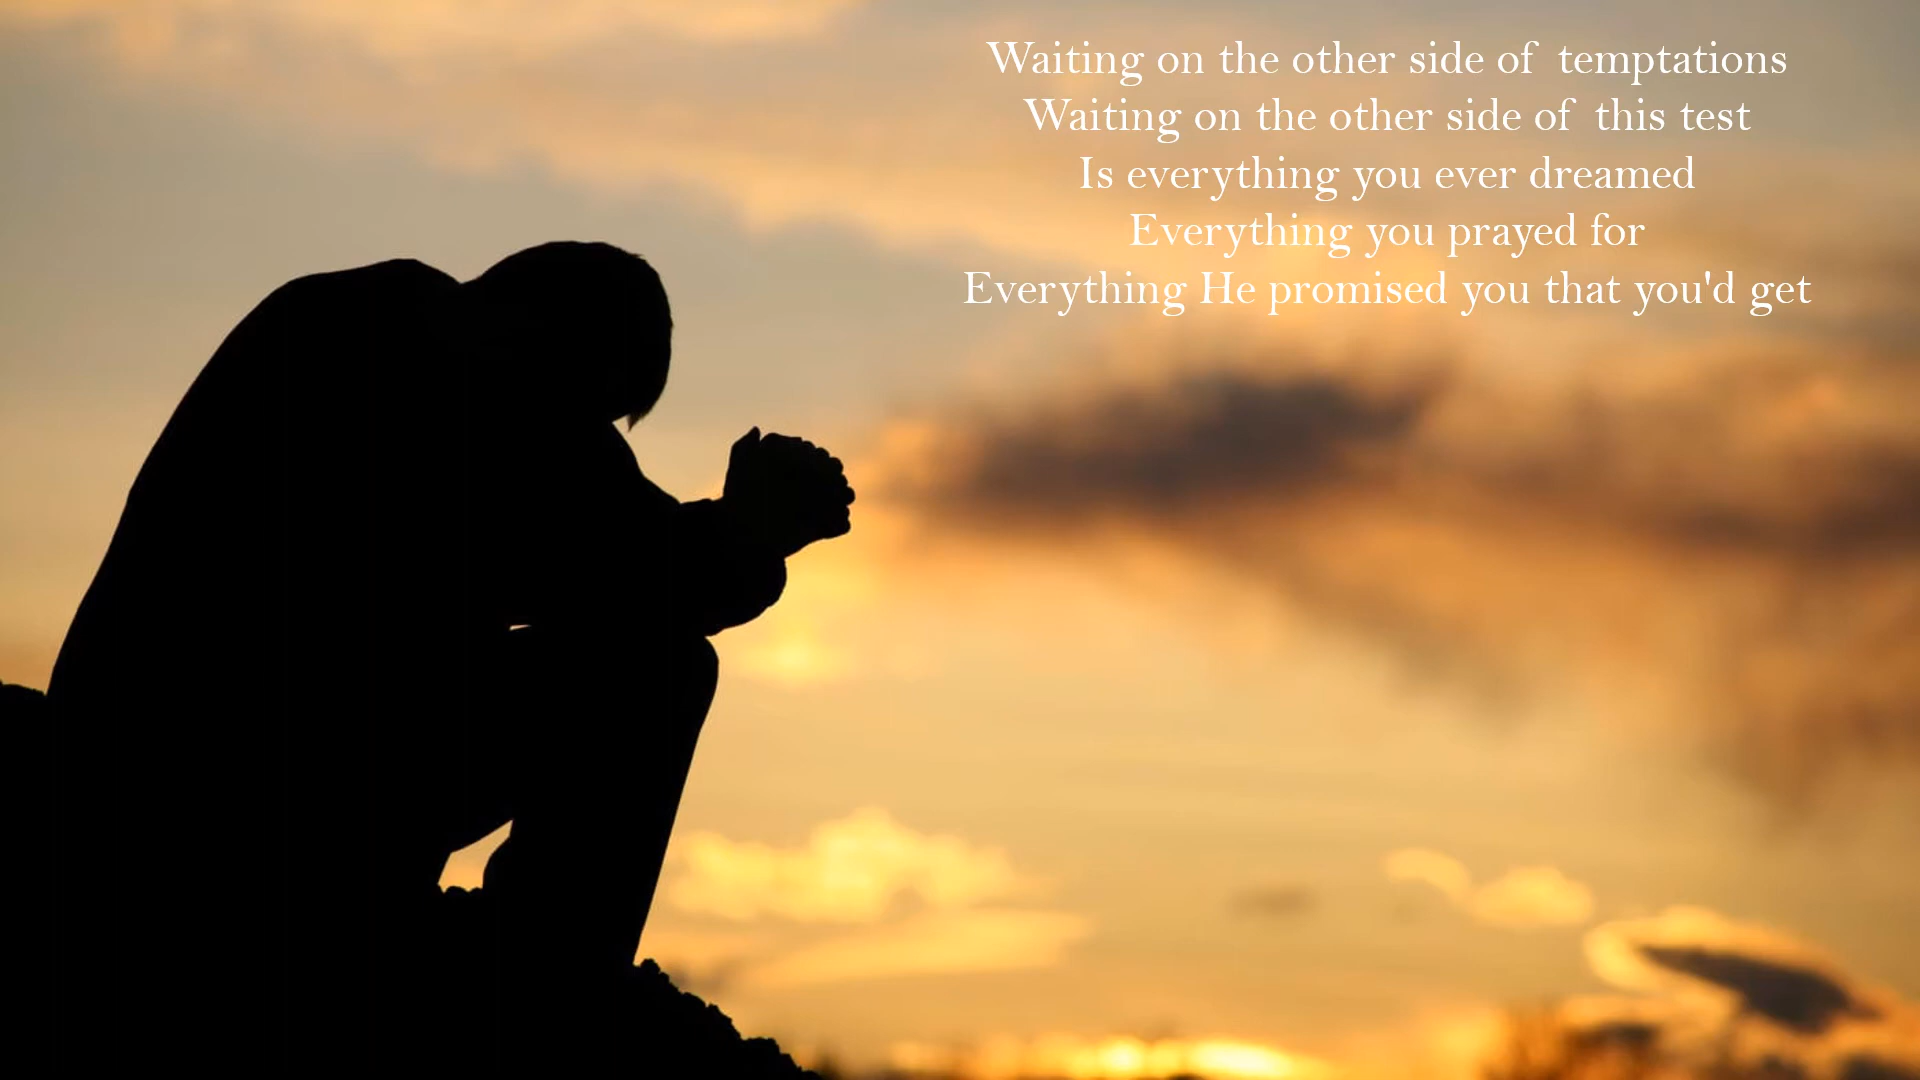 Waiting on the other side of temptations
Waiting on the other side of this test
Is everything you ever dreamed
Everything you prayed for
Everything He promised you that you'd get